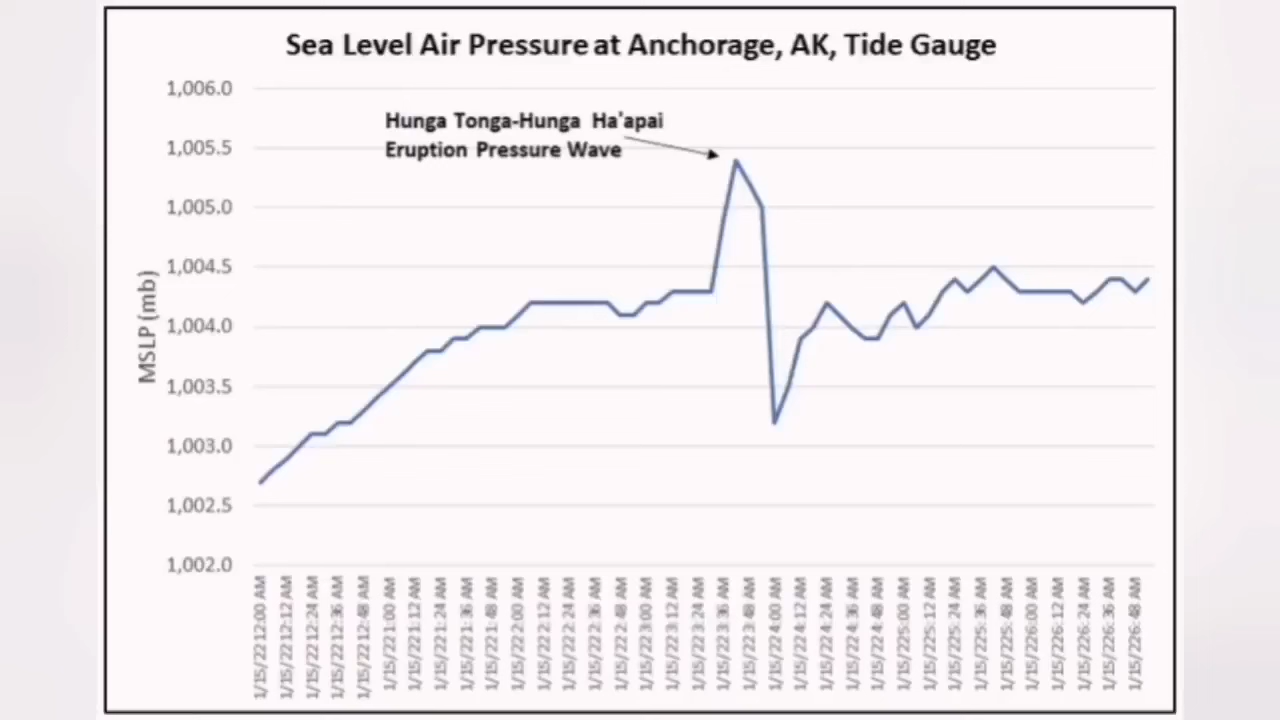 Sea Level Air Pressure at Anchorage, AK, Tide Gauge
1,006.0
1,005.5
1,005.0
1,004.5
1,004.0
1,003.5
1,003.0
1,002.5
1,002.0
MSLP (mb)
Hunga Tonga-Hunga Ha'apai
Eruption Pressure Wave
1/15/22 12:00 AM
1/15/22 12:12 AM
1/15/22 12:24 AM
1/15/22 12:36 AM
1/15/22 12:48 AM
1/15/22 1:00 AM
1/15/22 1:12 AM
1/15/22 1:24 AM
1/15/22 1:36 AM
1/15/22 1:48 AM
1/15/22 2:00 AM
1/15/22 2:12 AM
1/15/22 2:24 AM
1/15/22 2:36 AM
1/15/22 2:48 AM
1/15/22 3:00 AM
1/15/22 3:12 AM
1/15/22 3:24 AM
1/15/22 3:36 AM
1/15/22 3:48 AM
1/15/22 4:00 AM
1/15/22 4:12 AM
1/15/22 4:24 AM
1/15/22 4:36 AM
1/15/22 4:48 AM
1/15/22 5:00 AM
1/15/22 5:12 AM
1/15/22 5:24 AM
1/15/22 5:36 AM
1/15/22 5:48 AM
1/15/22 6:00 AM
1/15/22 6:12 AM
1/15/22 6:24 AM
1/15/22 6:36 AM
1/15/22 6:48 AM